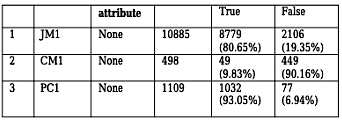 attribute True False
1 JM1 None 10885 8779 2106
(80.65%) (19.35%)
2 CM1 None 498 49 449
(9.83%) (90.16%)
3 PC1 None 1109 1032 77
(93.05%) (6.94%)